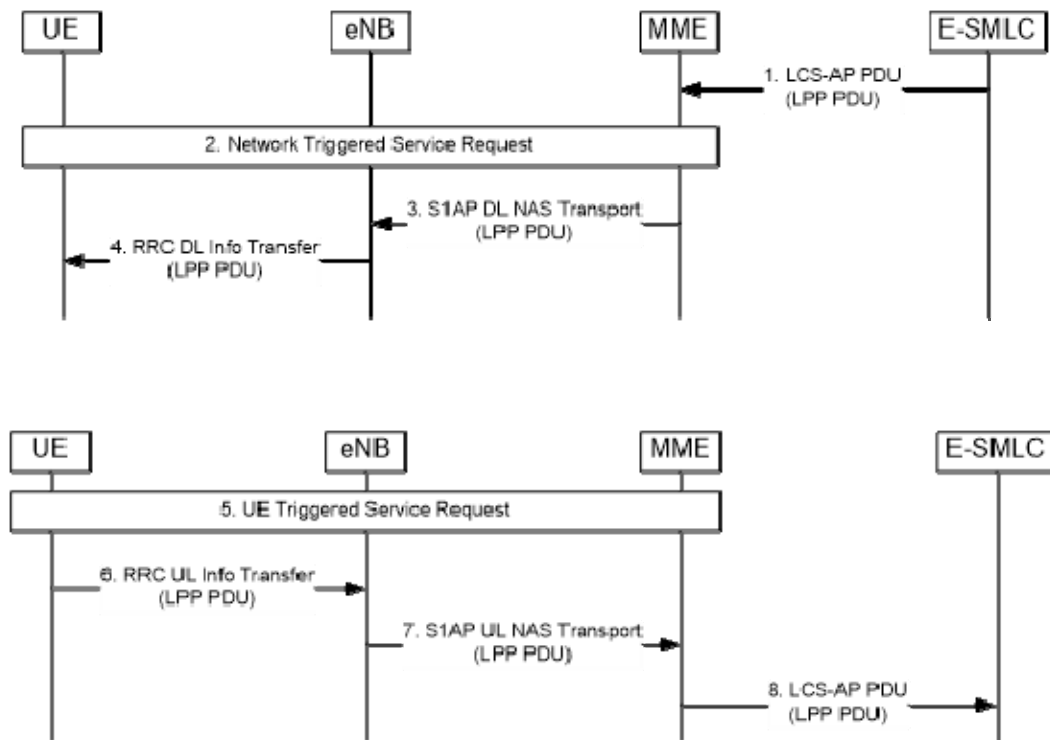 UE
eNB
MME
E-SMLC
1. LCS-AP PDU
(LPP PDU)
2. Network Triggered Service Request
3. S1AP DL NAS Transport
(LPP PDU)
4. RRC DL Info Transfer
(LPP PDU)
UE
eNB
MME
E-SMLC
5. UE Triggered Service Request
6. RRC UL Info Transfer
(LPP PDU)
7. S1AP UL NAS Transport
(LPP PDU)
8. LCS-AP PDU
(LPP PDU)